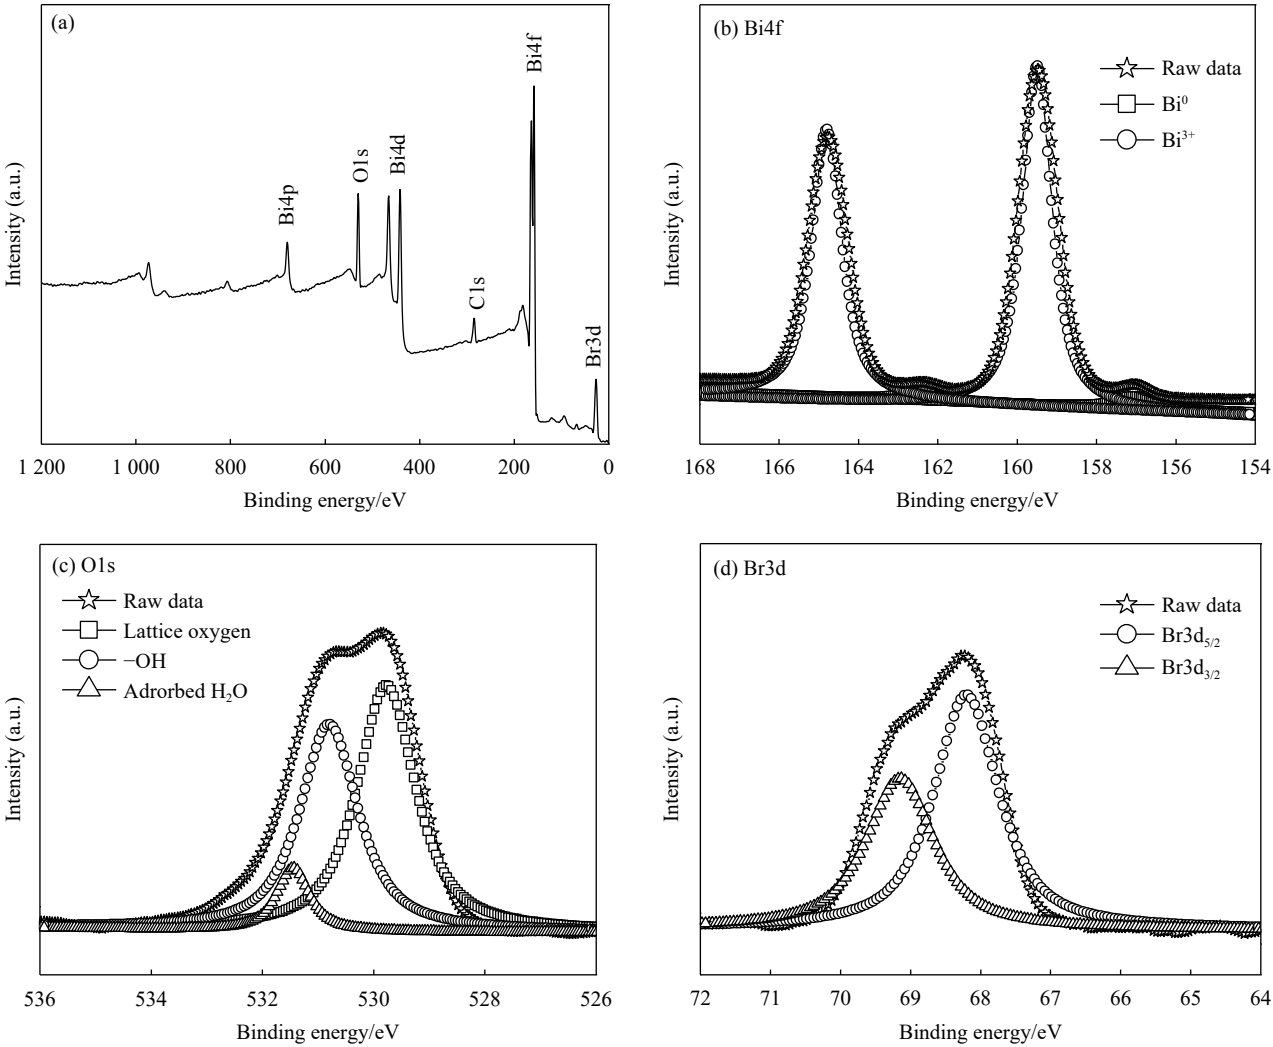 (a)
Bi4f
Bi4d
O1s
Bi4p
C1s
Br3d
Intensity (a.u.)
1 200 1 000 800 600 400 200 0
Binding energy/eV
(b) Bi4f
Raw data
Bi⁰
Bi³⁺
Intensity (a.u.)
168 166 164 162 160 158 156 154
Binding energy/eV
(c) O1s
Raw data
Lattice oxygen
−OH
Adrorbed H₂O
Intensity (a.u.)
536 534 532 530 528 526
Binding energy/eV
(d) Br3d
Raw data
Br3d₅/₂
Br3d₃/₂
Intensity (a.u.)
72 71 70 69 68 67 66 65 64
Binding energy/eV